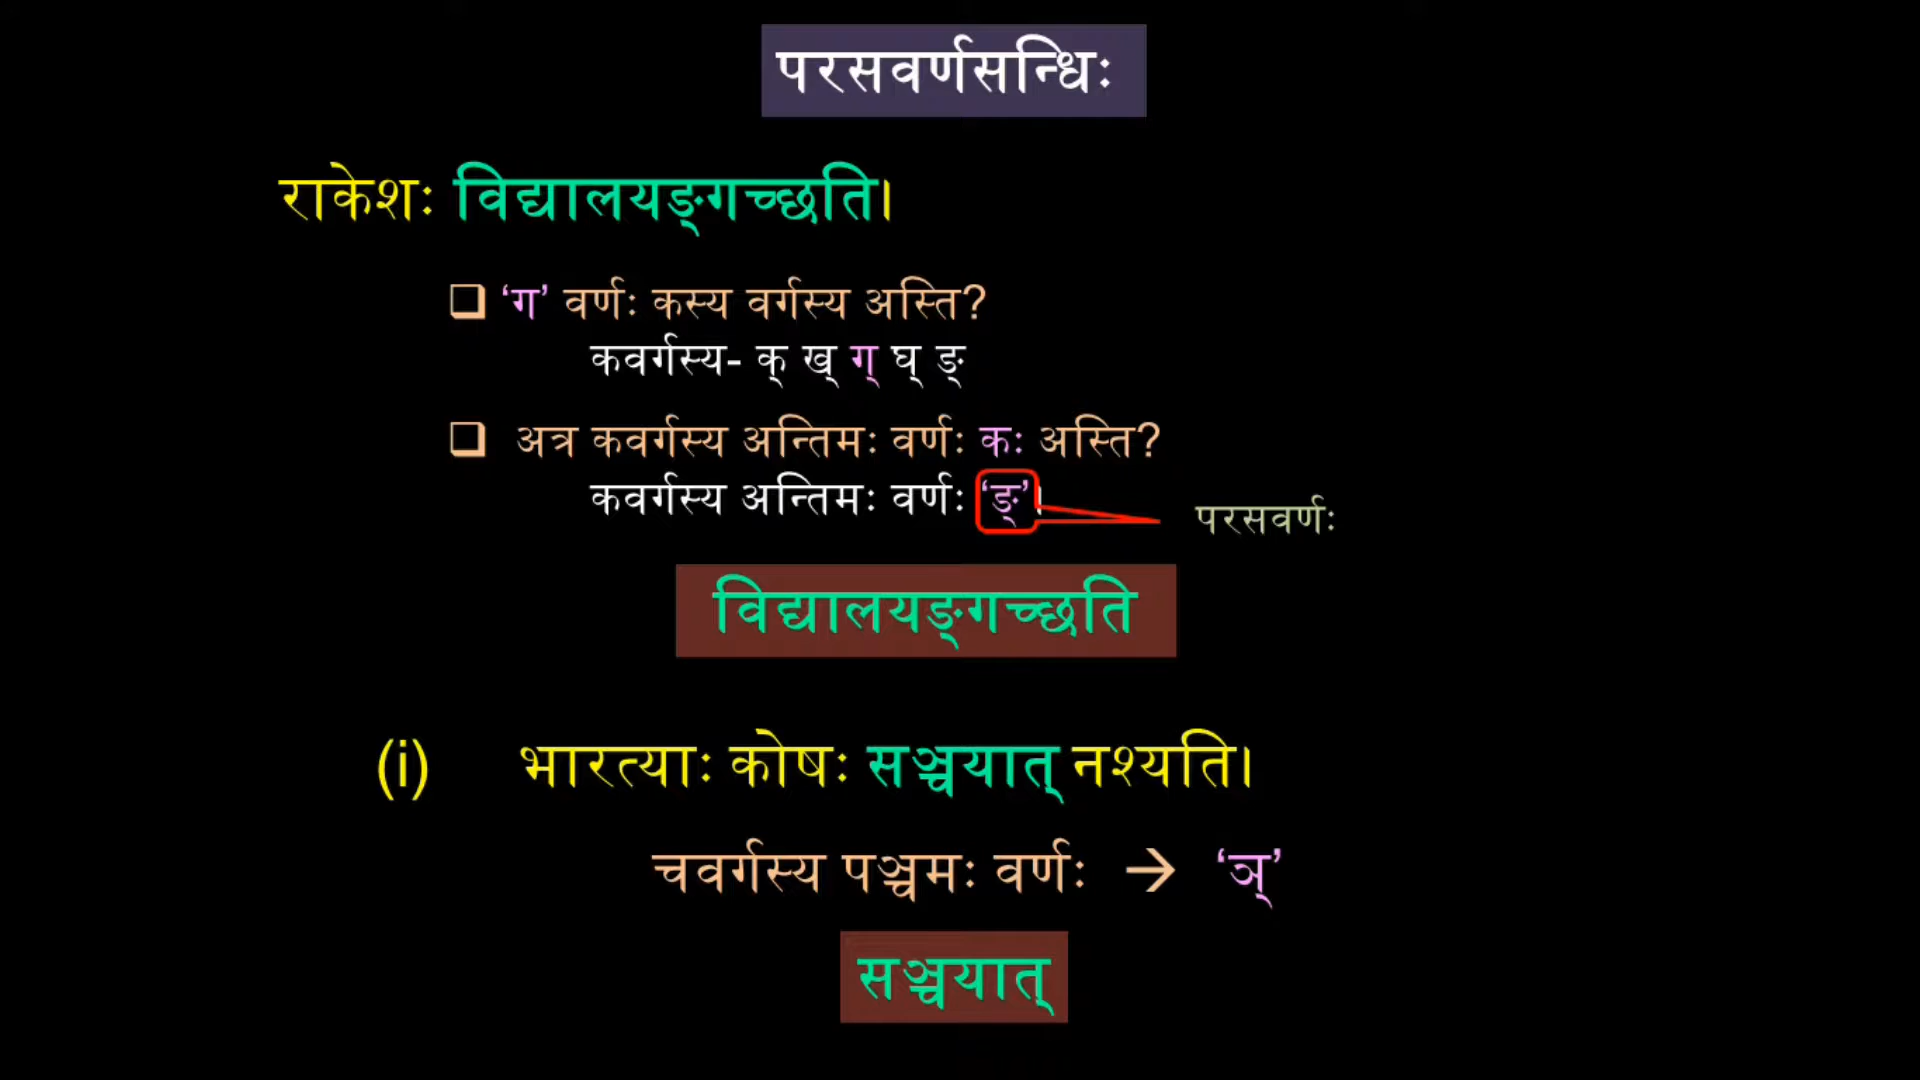 परसवर्णसन्धिः
राकेशः विद्यालयङ्गच्छति।
‘ग’ वर्णः कस्य वर्गस्य अस्ति?
कवर्गस्य- क् ख् ग् घ् ङ्
अत्र कवर्गस्य अन्तिमः वर्णः कः अस्ति?
कवर्गस्य अन्तिमः वर्णः ‘ङ्’।
परसवर्णः
विद्यालयङ्गच्छति
(i) भारत्याः कोषः सञ्चयात् नश्यति।
चवर्गस्य पञ्चमः वर्णः → ‘ञ्’
सञ्चयात्